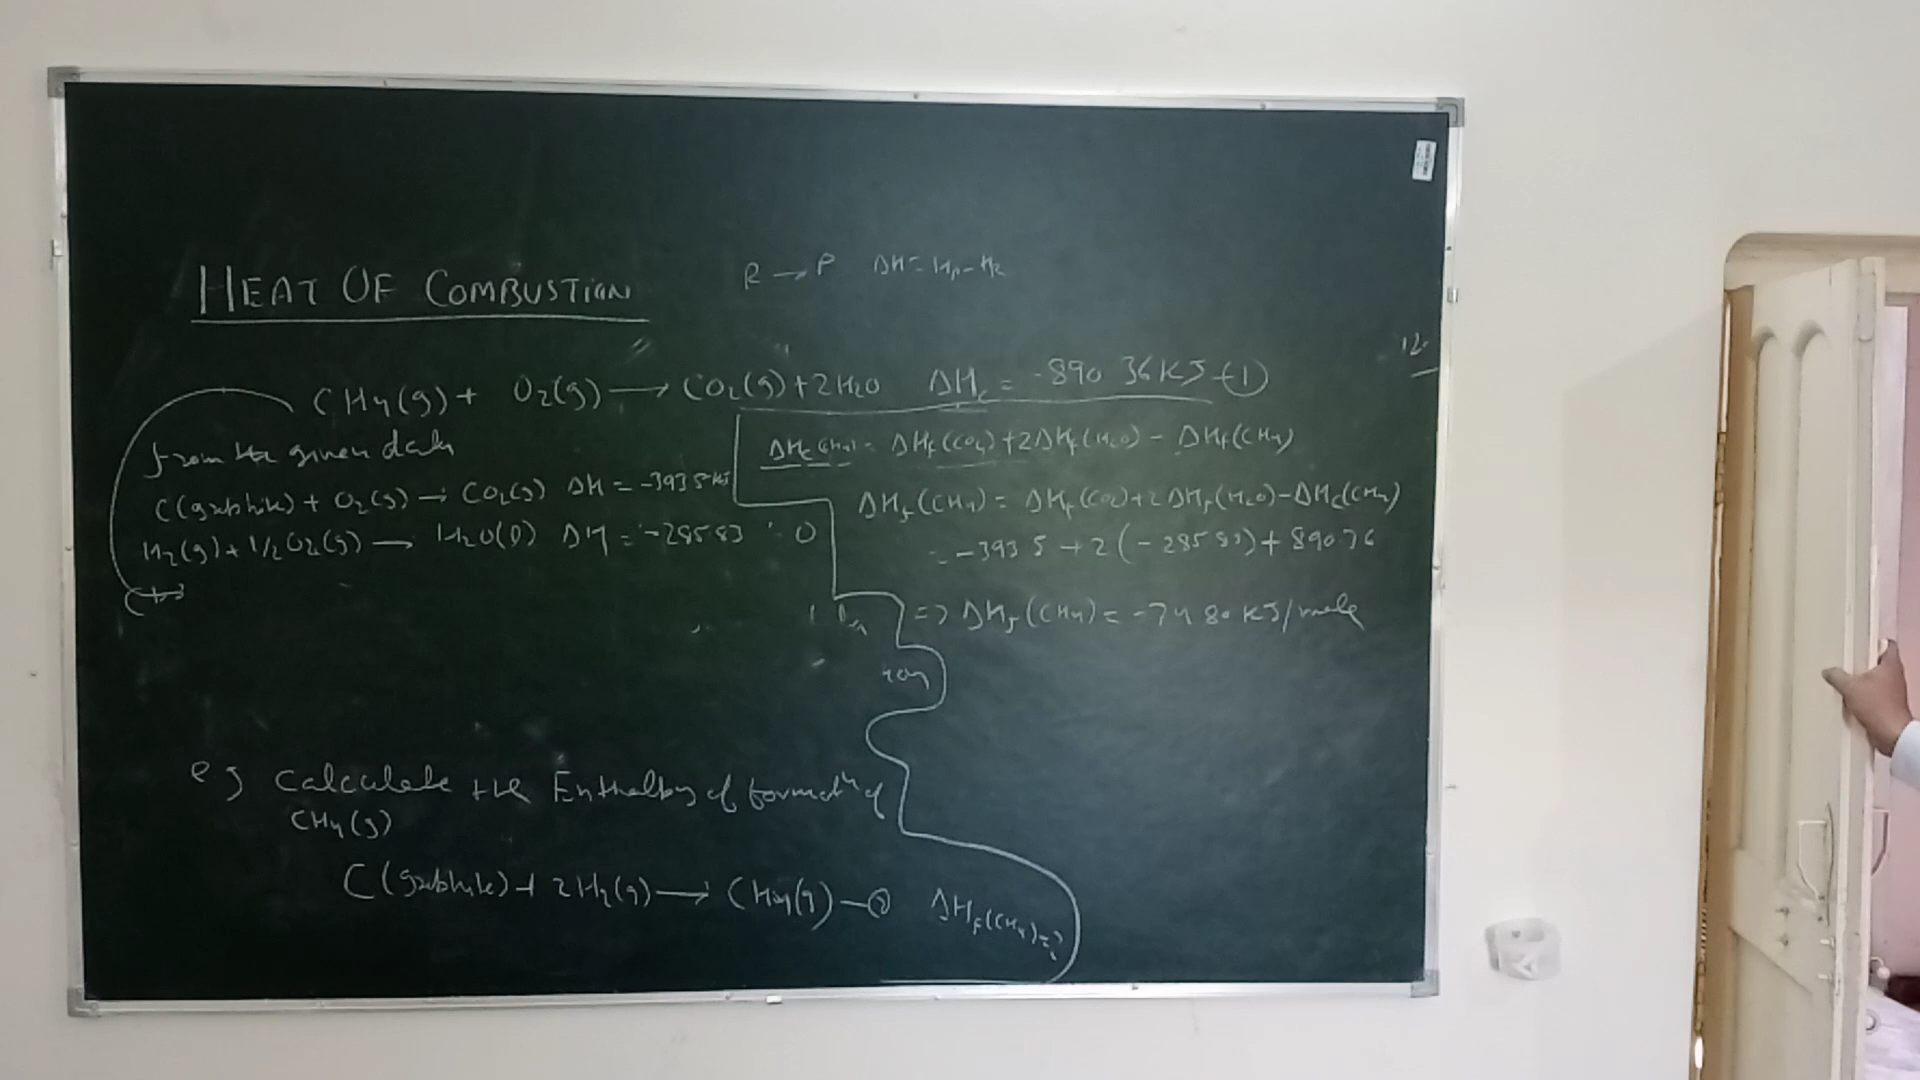 HEAT OF COMBUSTION
R → P ΔH = Hp - HR
CH4(g) + O2(g) → CO2(g) + 2H2O ΔHc = -890 36 KJ -(1)
12
from the given data
C(graphite) + O2(g) → CO2(g) ΔH = -393 5 KJ
H2(g) + 1/2 O2(g) → H2O(l) ΔH = -285 83
ΔHc(CH4) = ΔHf(CO2) + 2ΔHf(H2O) - ΔHf(CH4)
ΔHf(CH4) = ΔHf(CO2) + 2ΔHf(H2O) - ΔHc(CH4)
= -393 5 + 2(-285 83) + 890 36
=> ΔHf(CH4) = -74 80 KJ/mole
eg Calculate the Enthalpy of formatn of
CH4(g)
C(graphite) + 2H2(g) → CH4(g) -② ΔHf(CH4) = ?